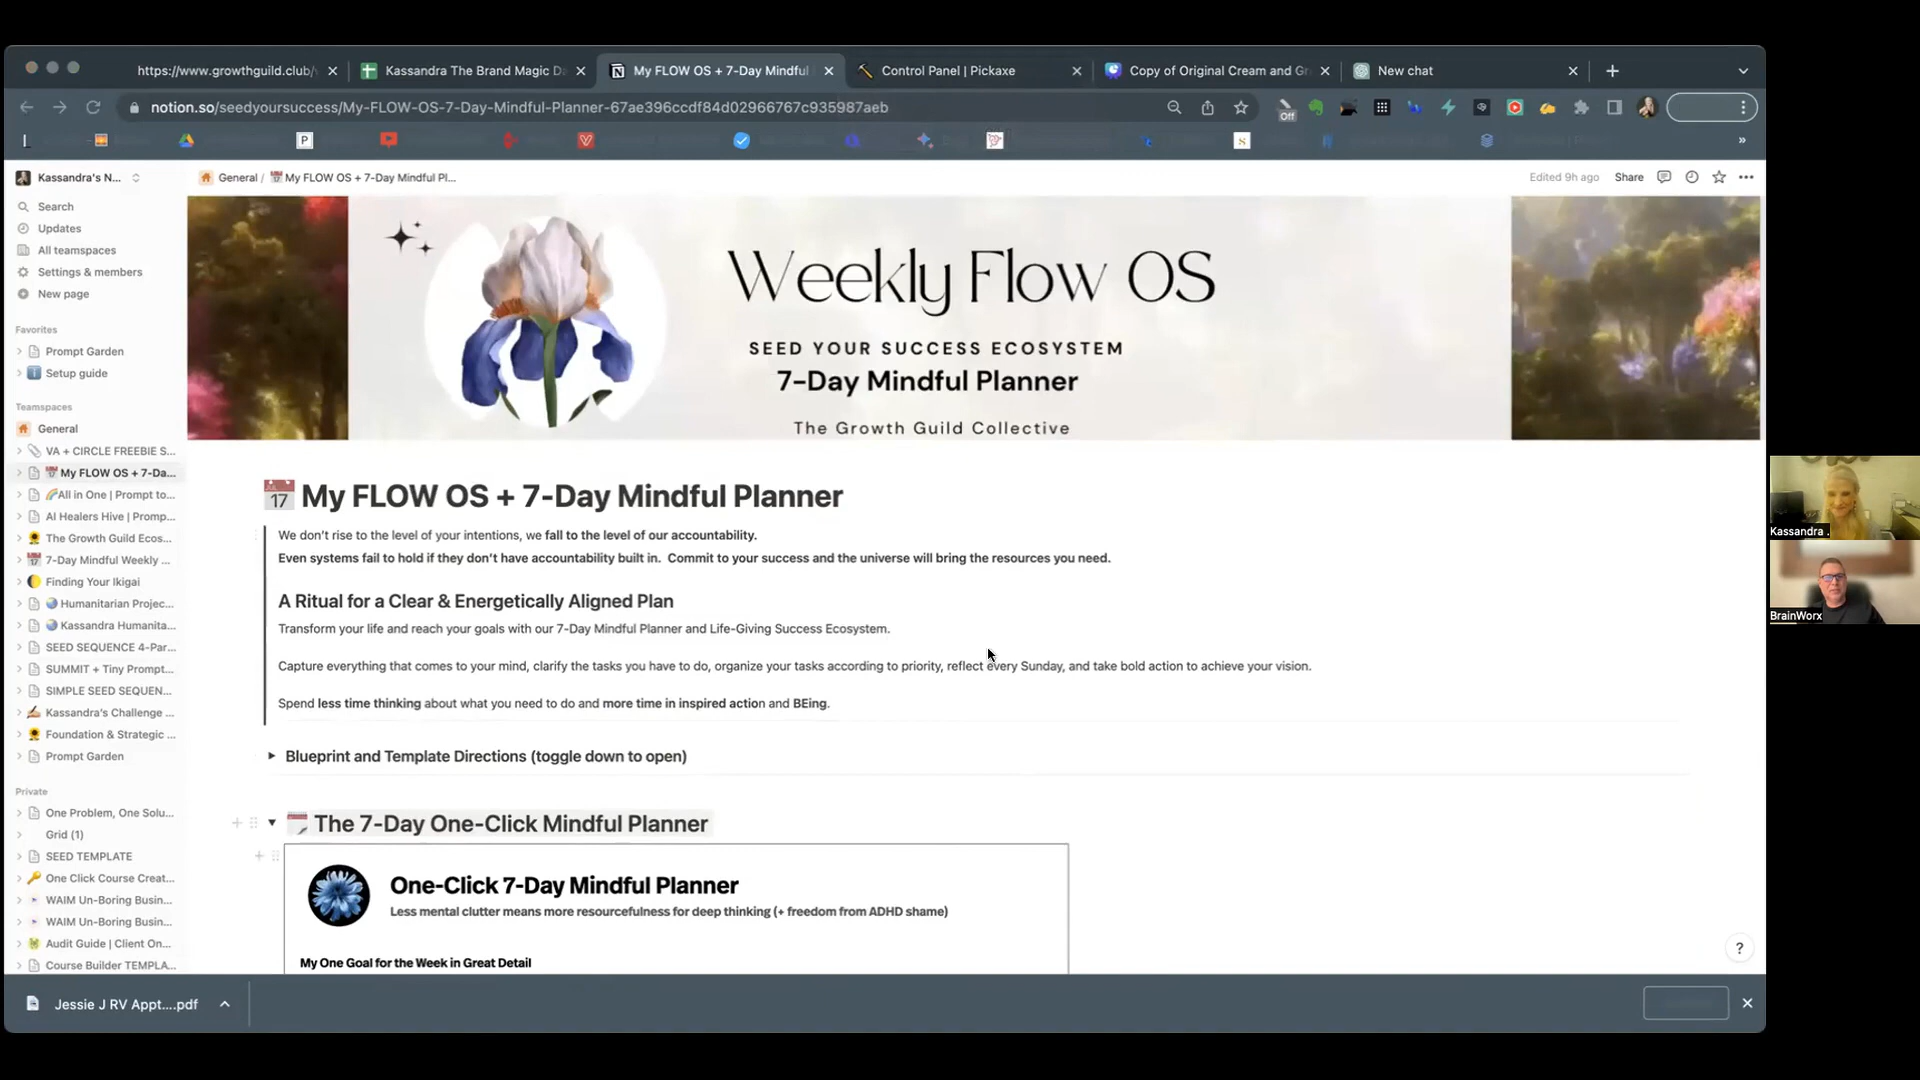 https://www.growthguild.club/
Kassandra The Brand Magic D
My FLOW OS + 7-Day Mindful
Control Panel | Pickaxe
Copy of Original Cream and Gr
New chat
notion.so/seedyoursuccess/My-FLOW-OS-7-Day-Mindful-Planner-67ae396ccdf84d02966767c935987aeb
Off
Kassandra's N...
General / My FLOW OS + 7-Day Mindful Pl...
Edited 9h ago
Share
Search
Updates
All teamspaces
Settings & members
New page
Favorites
Prompt Garden
Setup guide
Teamspaces
General
VA + CIRCLE FREEBIE S...
My FLOW OS + 7-Da...
All in One | Prompt to...
AI Healers Hive | Promp...
The Growth Guild Ecos...
7-Day Mindful Weekly ...
Finding Your Ikigai
Humanitarian Projec...
Kassandra Humanita...
SEED SEQUENCE 4-Par...
SUMMIT + Tiny Prompt...
SIMPLE SEED SEQUEN...
Kassandra's Challenge ...
Foundation & Strategic ...
Prompt Garden
Private
One Problem, One Solu...
Grid (1)
SEED TEMPLATE
One Click Course Creat...
WAIM Un-Boring Busin...
WAIM Un-Boring Busin...
Audit Guide | Client On...
Course Builder TEMPLA...
Weekly Flow OS
SEED YOUR SUCCESS ECOSYSTEM
7-Day Mindful Planner
The Growth Guild Collective
JUL
17
My FLOW OS + 7-Day Mindful Planner
We don't rise to the level of your intentions, we fall to the level of our accountability.
Even systems fail to hold if they don't have accountability built in. Commit to your success and the universe will bring the resources you need.
A Ritual for a Clear & Energetically Aligned Plan
Transform your life and reach your goals with our 7-Day Mindful Planner and Life-Giving Success Ecosystem.
Capture everything that comes to your mind, clarify the tasks you have to do, organize your tasks according to priority, reflect every Sunday, and take bold action to achieve your vision.
Spend less time thinking about what you need to do and more time in inspired action and BEing.
Blueprint and Template Directions (toggle down to open)
The 7-Day One-Click Mindful Planner
One-Click 7-Day Mindful Planner
Less mental clutter means more resourcefulness for deep thinking (+ freedom from ADHD shame)
My One Goal for the Week in Great Detail
?
Jessie J RV Appt....pdf
Kassandra .
BrainWorx